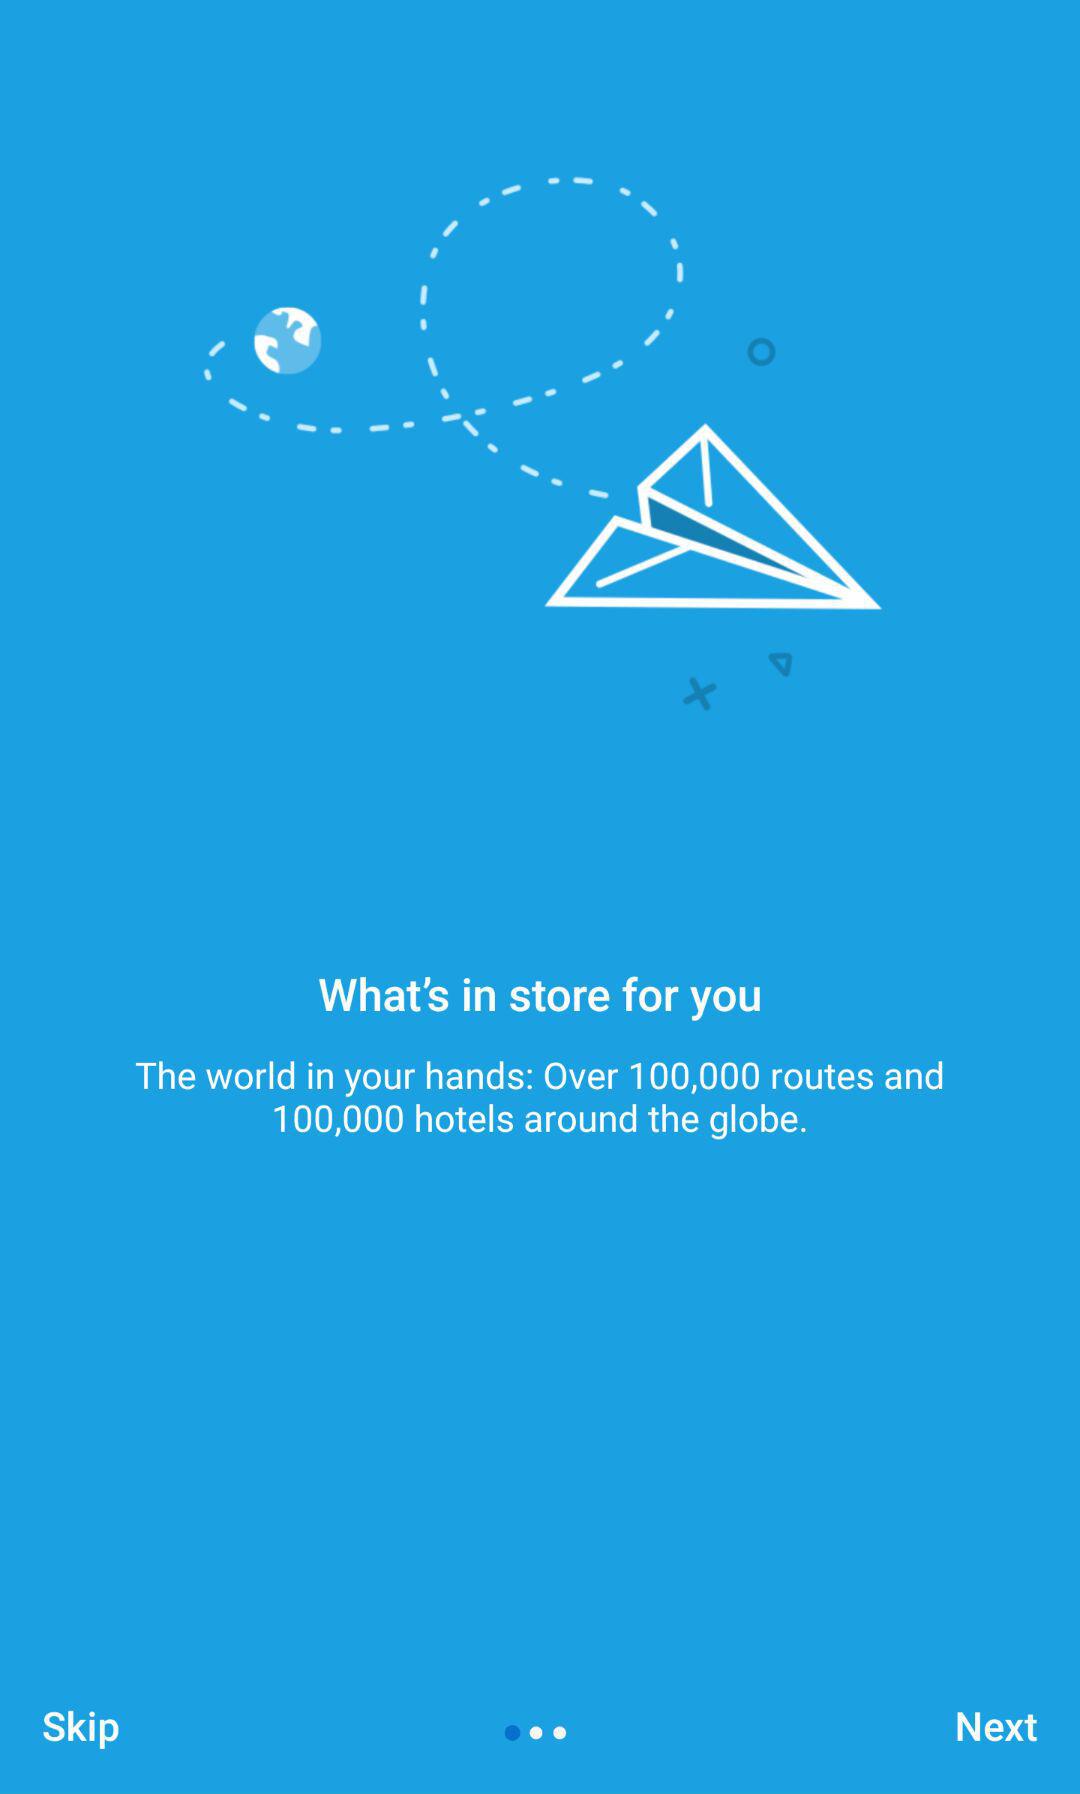 What’s in store for you
The world in your hands: Over 100,000 routes and
100,000 hotels around the globe.
Skip
Next